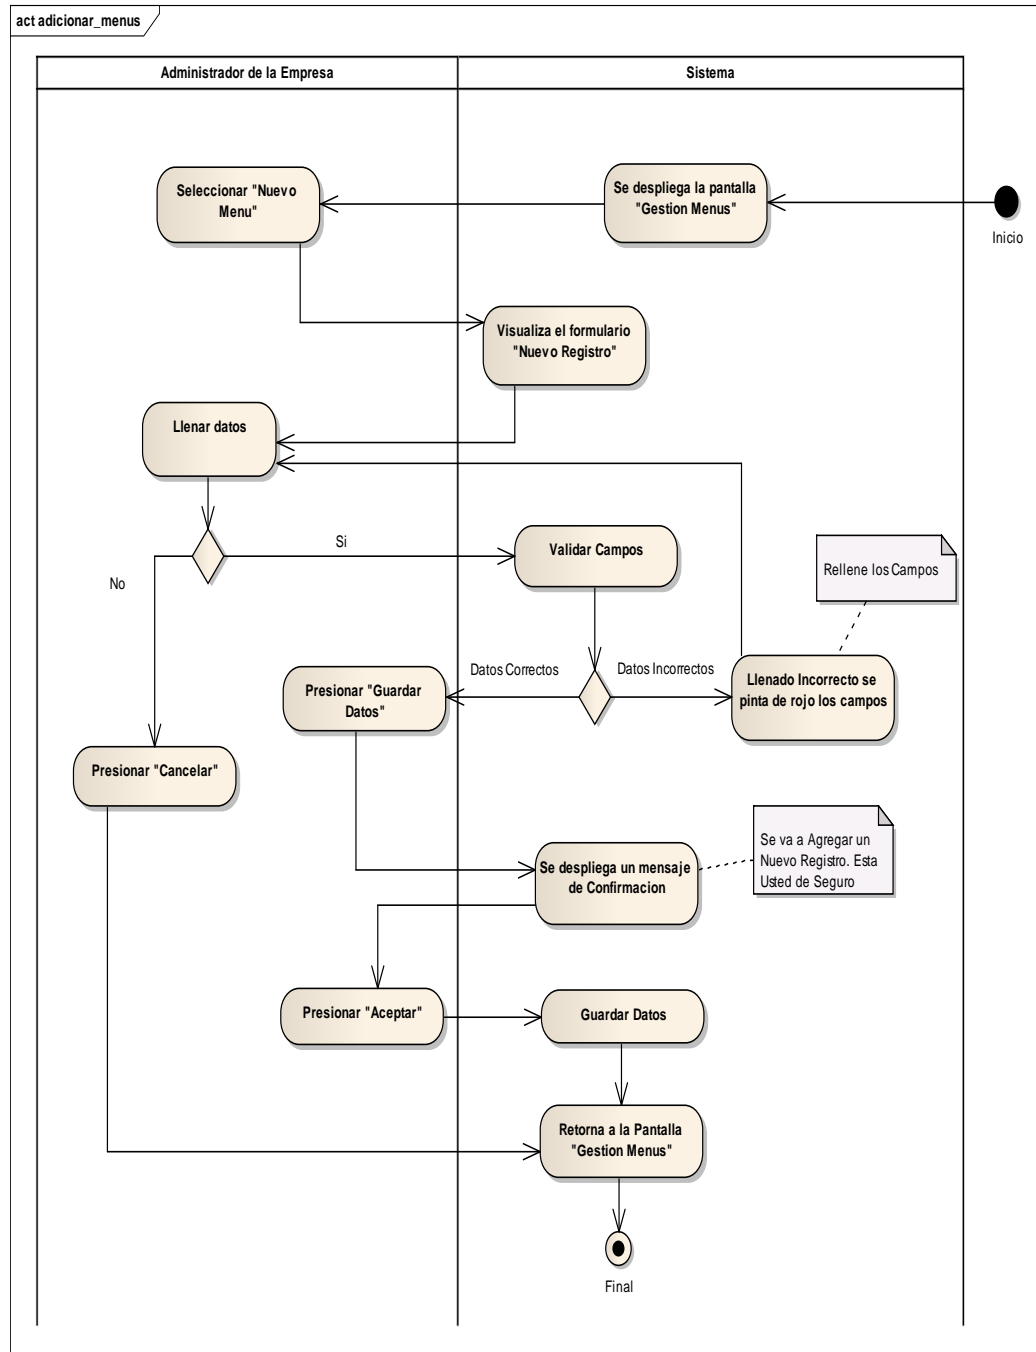 act adicionar_menus
Administrador de la Empresa
Sistema
Seleccionar "Nuevo
Menu"
Se despliega la pantalla
"Gestion Menus"
Inicio
Visualiza el formulario
"Nuevo Registro"
Llenar datos
Si
No
Validar Campos
Rellene los Campos
Datos Correctos
Datos Incorrectos
Presionar "Guardar
Datos"
Llenado Incorrecto se
pinta de rojo los campos
Presionar "Cancelar"
Se va a Agregar un
Nuevo Registro. Esta
Usted de Seguro
Se despliega un mensaje
de Confirmacion
Presionar "Aceptar"
Guardar Datos
Retorna a la Pantalla
"Gestion Menus"
Final